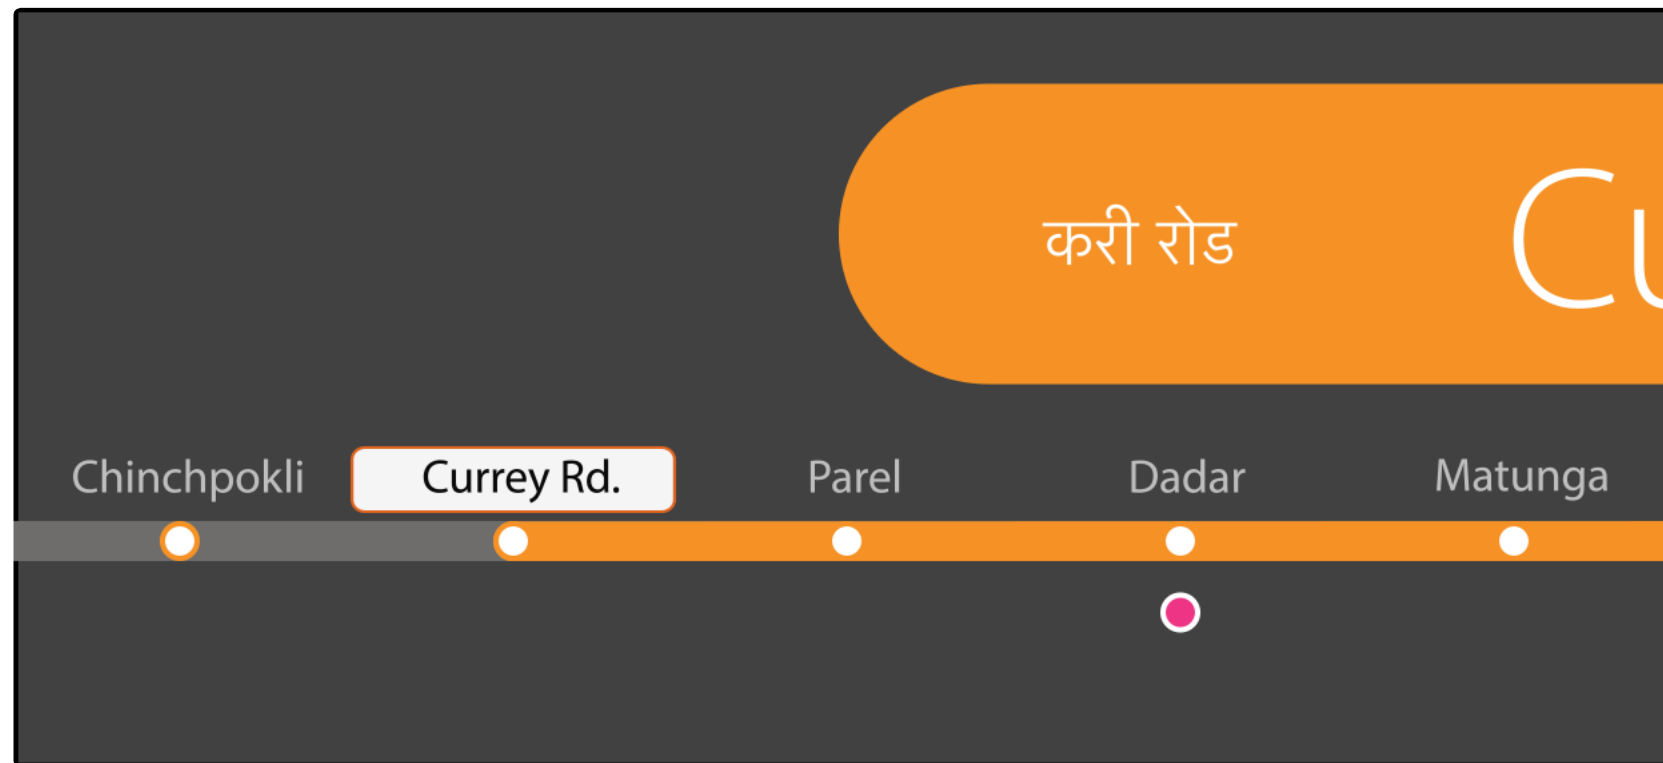 करी रोड
Chinchpokli
Currey Rd.
Parel
Dadar
Matunga